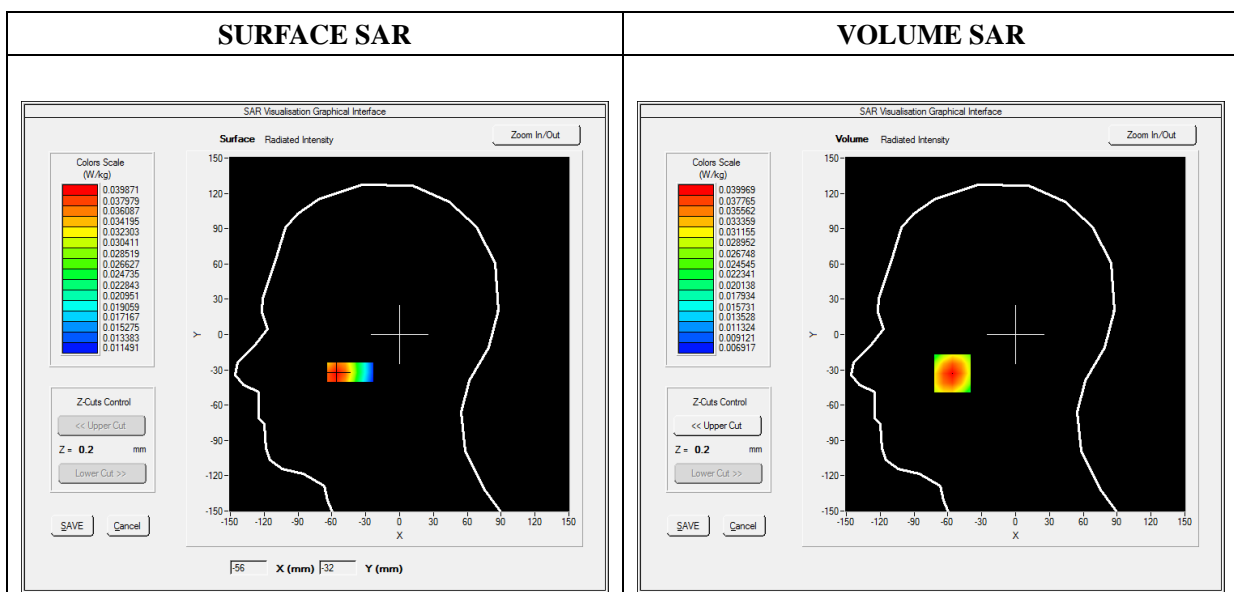 SURFACE SAR
VOLUME SAR
SAR Visualisation Graphical Interface
Surface Radiated Intensity
Zoom In/Out
Colors Scale
(W/kg)
0.039871
0.037979
0.036087
0.034195
0.032303
0.030411
0.028519
0.026627
0.024735
0.022843
0.020951
0.019059
0.017167
0.015275
0.013383
0.011491
Z-Cuts Control
<< Upper Cut
Z = 0.2 mm
Lower Cut >>
SAVE Cancel
150
120
90
60
30
0
-30
-60
-90
-120
-150
Y
-150 -120 -90 -60 -30 0 30 60 90 120 150
X
-56 X (mm) -32 Y (mm)
SAR Visualisation Graphical Interface
Volume Radiated Intensity
Zoom In/Out
Colors Scale
(W/kg)
0.039969
0.037765
0.035562
0.033359
0.031155
0.028952
0.026748
0.024545
0.022341
0.020138
0.017934
0.015731
0.013528
0.011324
0.009121
0.006917
Z-Cuts Control
<< Upper Cut
Z = 0.2 mm
Lower Cut >>
SAVE Cancel
150
120
90
60
30
0
-30
-60
-90
-120
-150
Y
-150 -120 -90 -60 -30 0 30 60 90 120 150
X